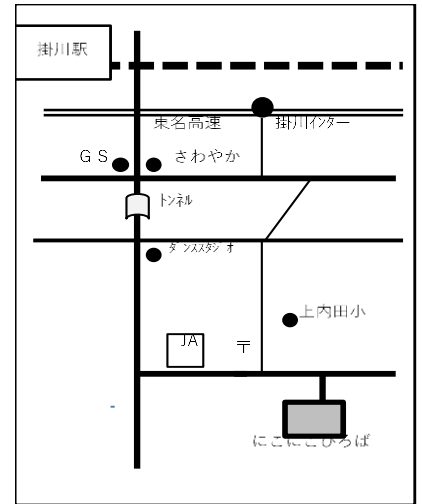 掛川駅
東名高速
掛川インター
GS
さわやか
トンネル
ダンススタジオ
上内田小
JA
〒
にこにこひろば